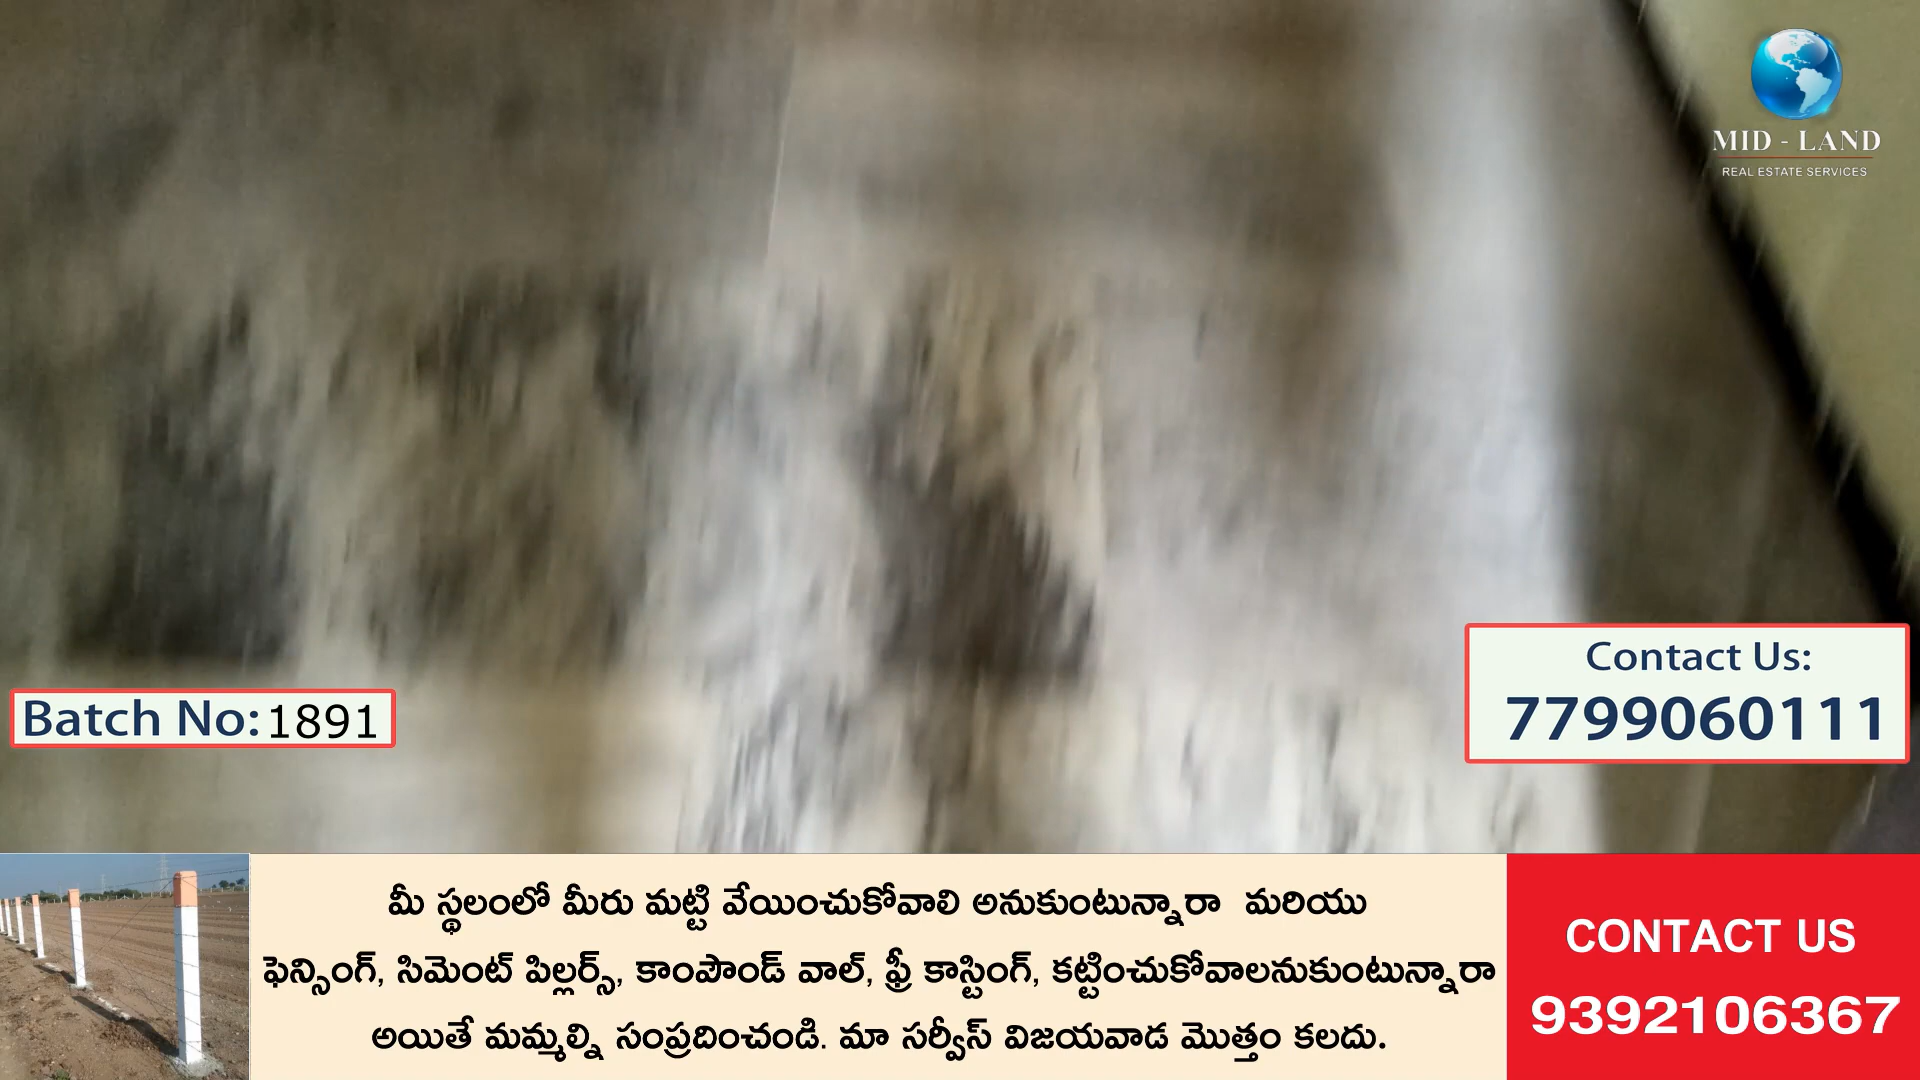 MID - LAND
REAL ESTATE SERVICES
Contact Us:
7799060111
Batch No: 1891
మీ స్థలంలో మీరు మట్టి వేయించుకోవాలి అనుకుంటున్నారా మరియు
ఫెన్సింగ్, సిమెంట్ పిల్లర్స్, కాంపౌండ్ వాల్, ఫ్రీ కాస్టింగ్, కట్టించుకోవాలనుకుంటున్నారా
అయితే మమ్మల్ని సంప్రదించండి. మా సర్వీస్ విజయవాడ మొత్తం కలదు.
CONTACT US
9392106367